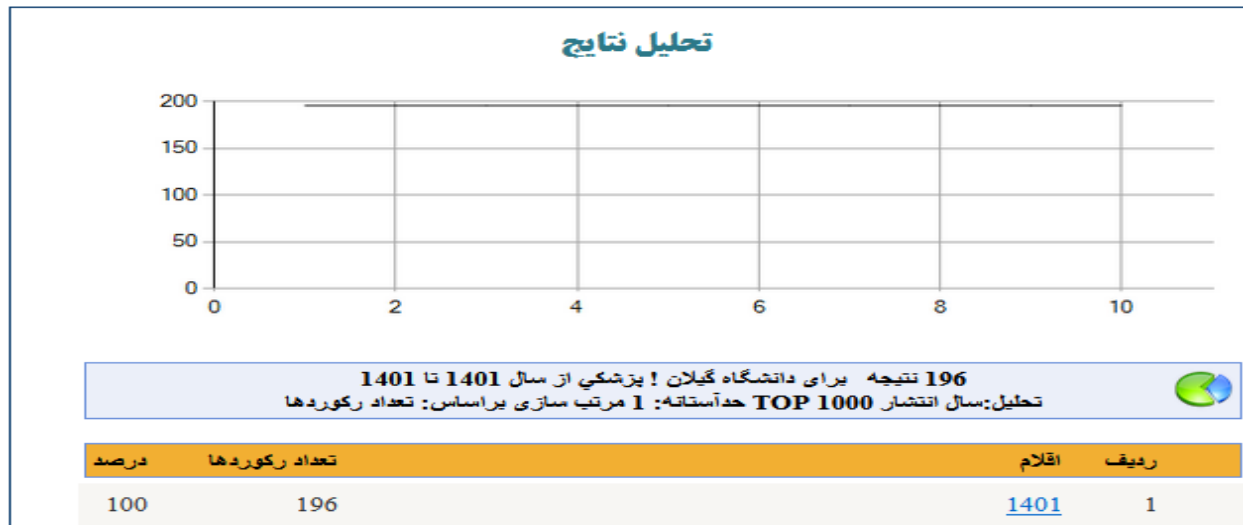 تحلیل نتایج
200
150
100
50
0
0 2 4 6 8 10
196 نتیجه برای دانشگاه گیلان ! پزشكي از سال 1401 تا 1401
تحلیل:سال انتشار TOP 1000 حدآستانه: 1 مرتب سازی براساس: تعداد رکوردها
ردیف اقلام تعداد رکوردها درصد
1 1401 196 100